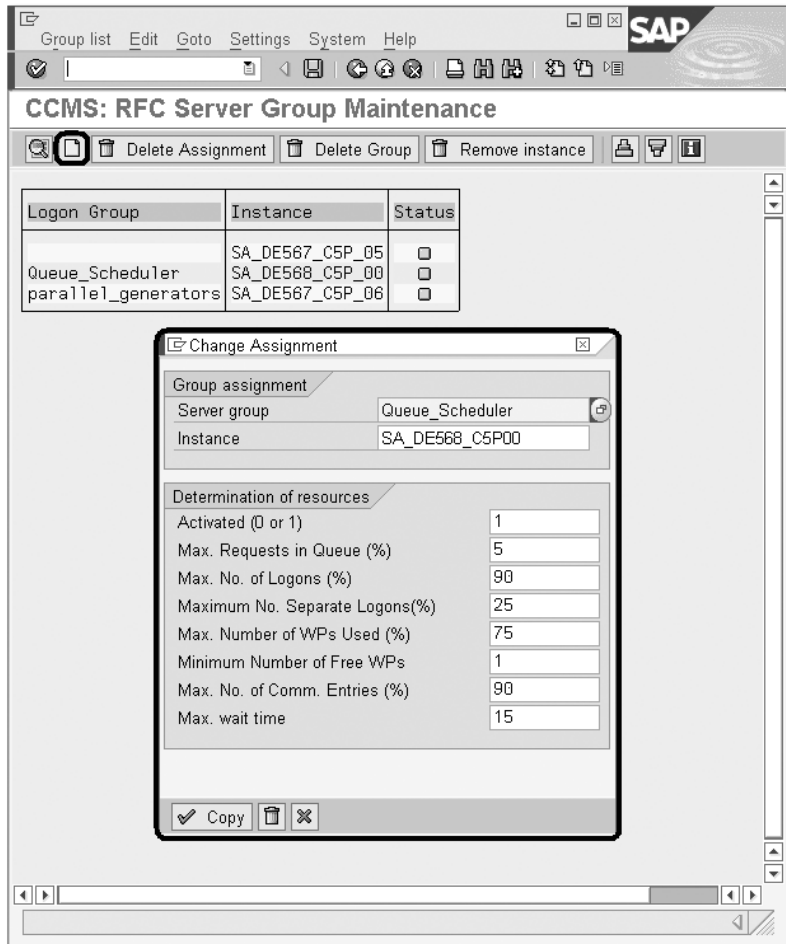 Group list Edit Goto Settings System Help
SAP
CCMS: RFC Server Group Maintenance
Delete Assignment Delete Group Remove instance
Logon Group Instance Status
SA_DE567_C5P_05
Queue_Scheduler SA_DE568_C5P_00
parallel_generators SA_DE567_C5P_06
Change Assignment
Group assignment
Server group Queue_Scheduler
Instance SA_DE568_C5P00
Determination of resources
Activated (0 or 1) 1
Max. Requests in Queue (%) 5
Max. No. of Logons (%) 90
Maximum No. Separate Logons(%) 25
Max. Number of WPs Used (%) 75
Minimum Number of Free WPs 1
Max. No. of Comm. Entries (%) 90
Max. wait time 15
Copy